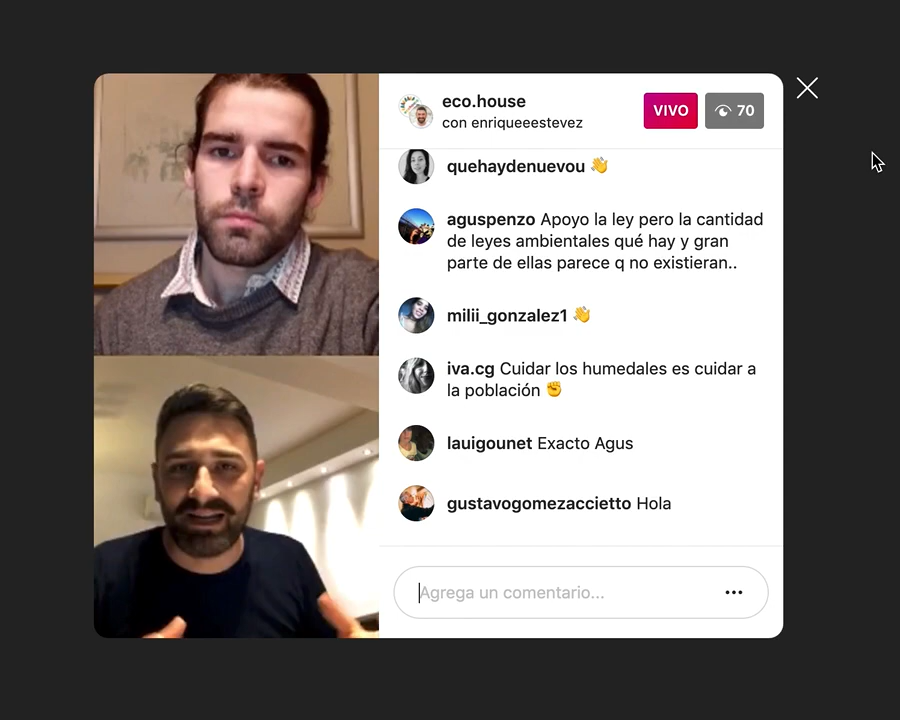 eco.house
con enriqueeestevez
VIVO
70
quehaydenuevou 👋
aguspenzo Apoyo la ley pero la cantidad
de leyes ambientales qué hay y gran
parte de ellas parece q no existieran..
milii_gonzalez1 👋
iva.cg Cuidar los humedales es cuidar a
la población ✊
lauigounet Exacto Agus
gustavogomezaccietto Hola
Agrega un comentario...